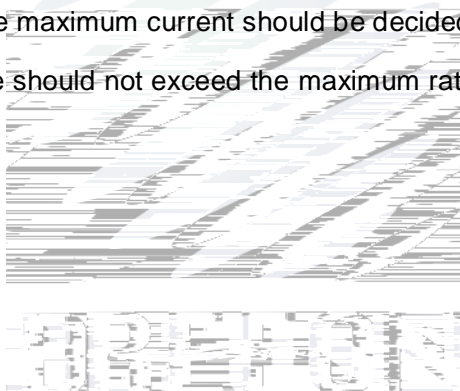 e maximum current should be decided
e should not exceed the maximum rat